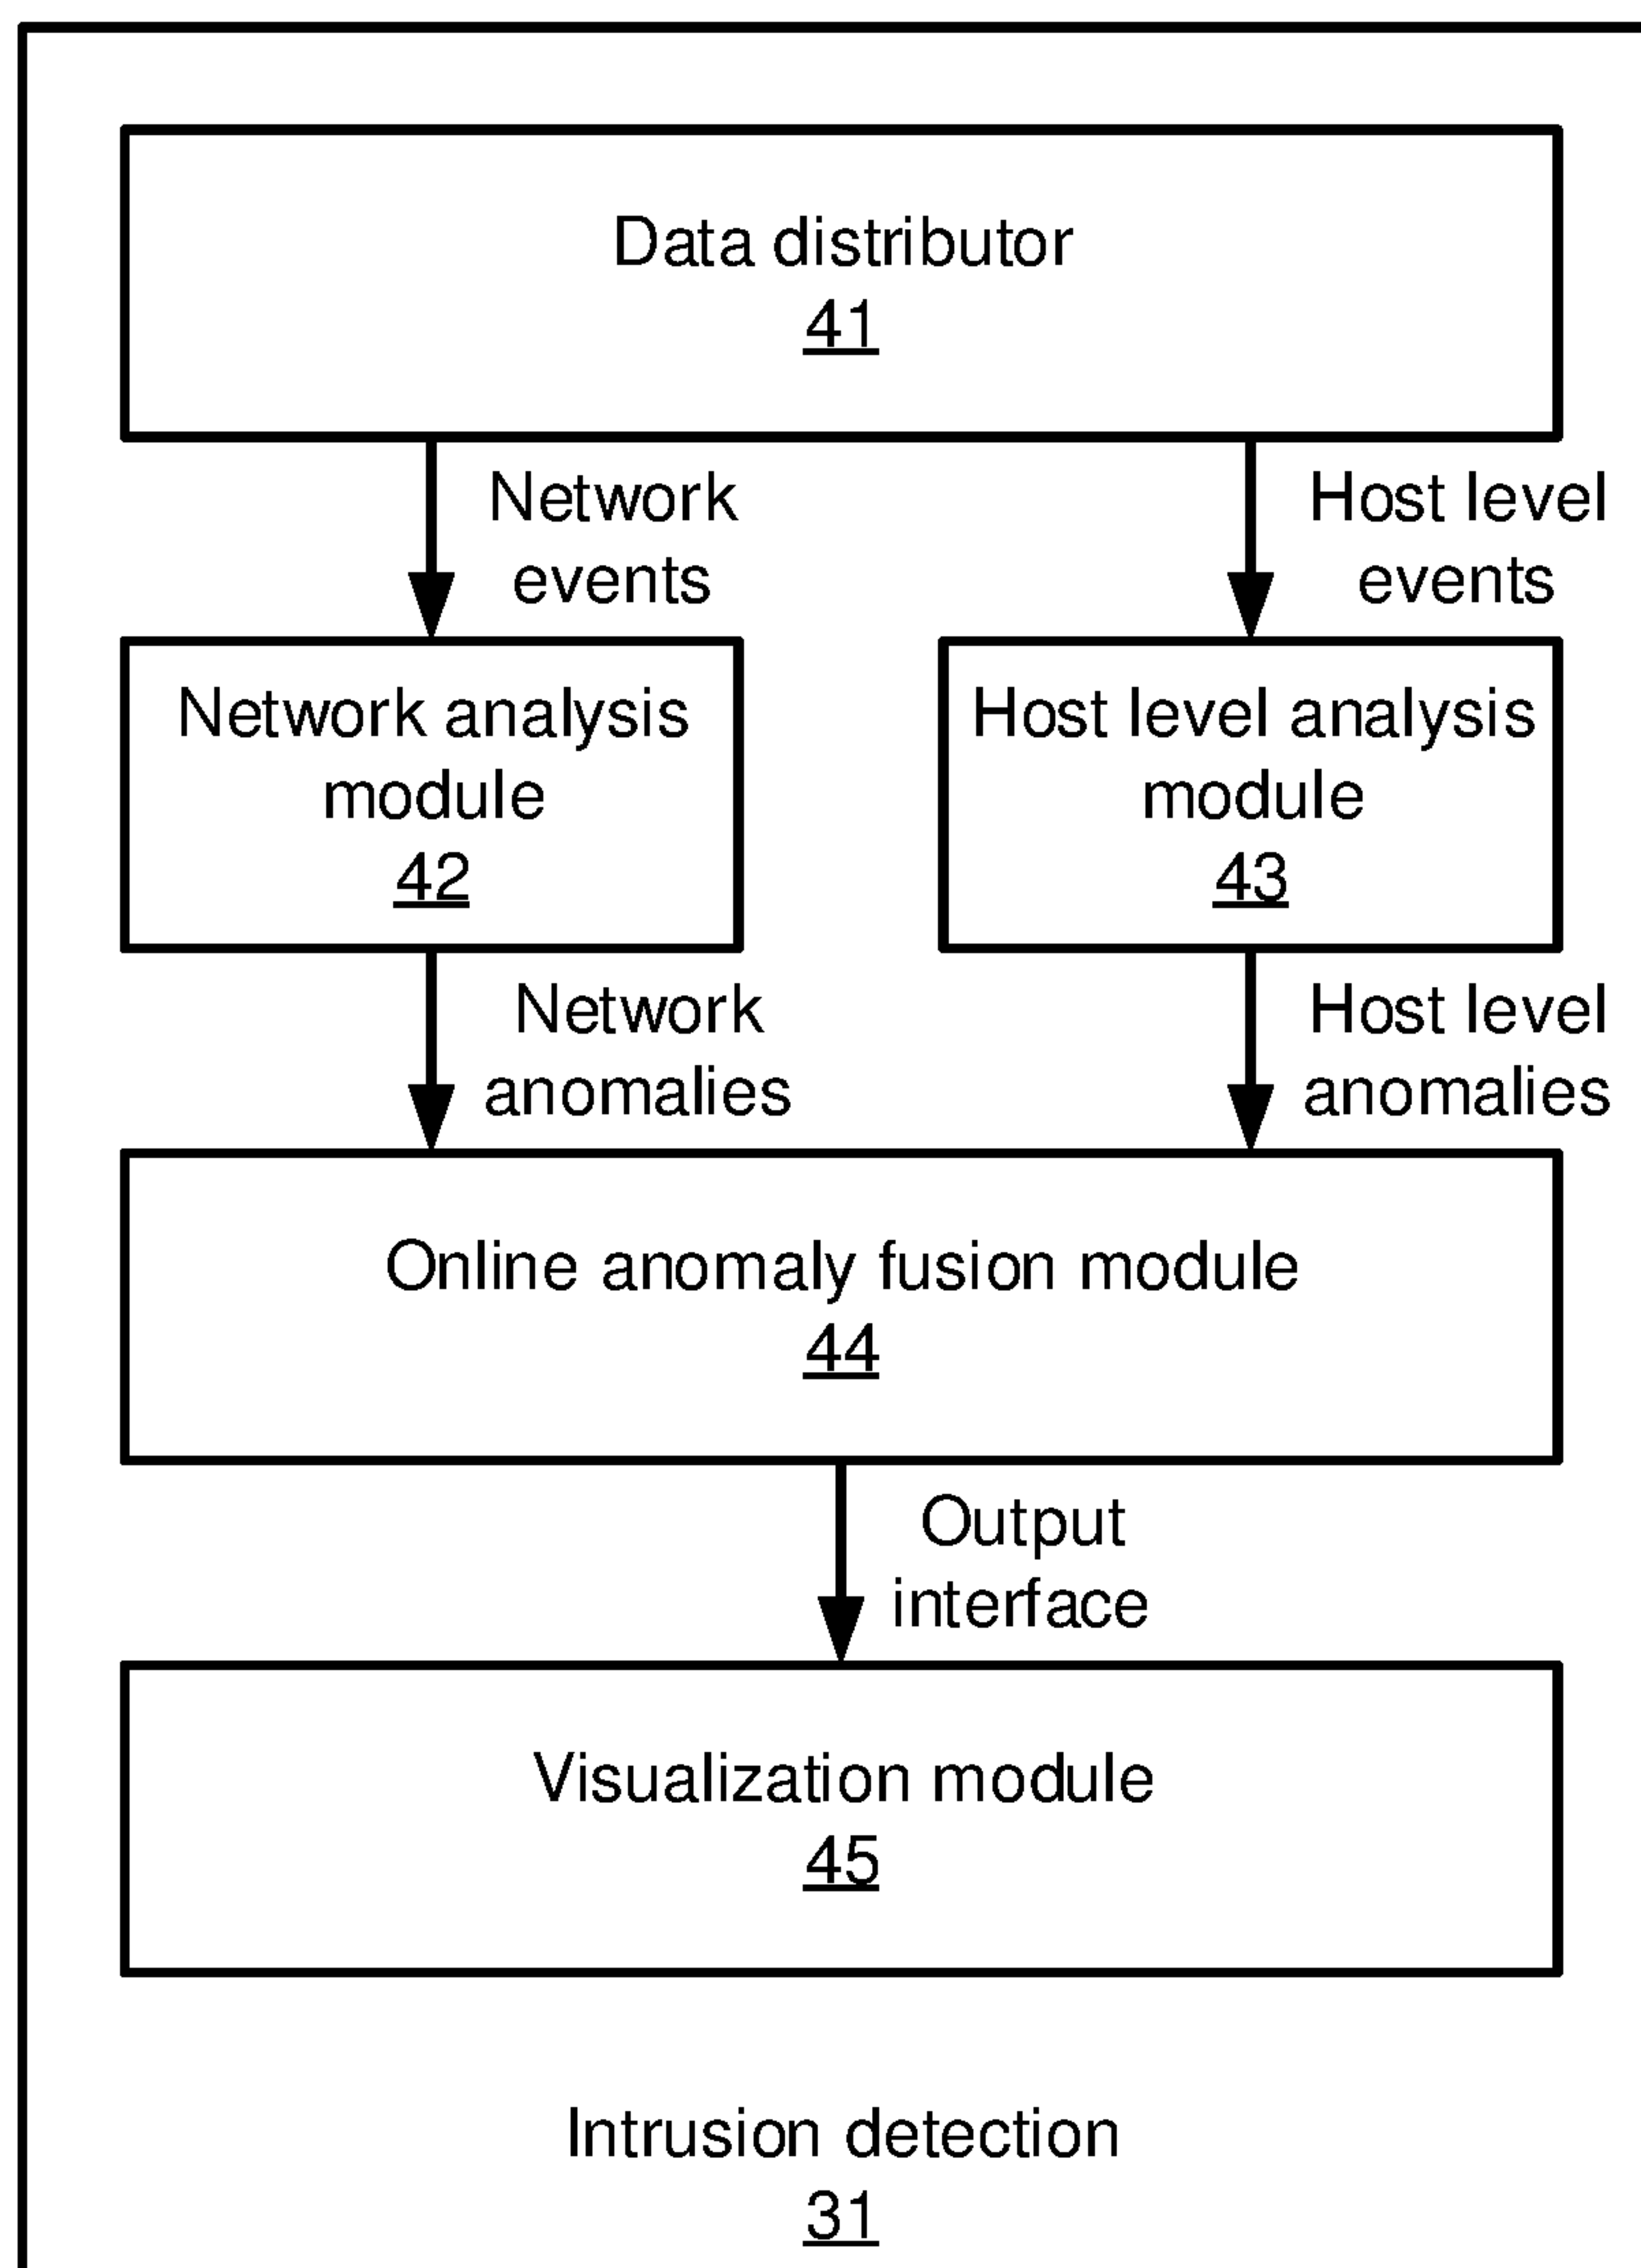 Data distributor
41
Network
events
Host level
events
Network analysis
module
42
Host level analysis
module
43
Network
anomalies
Host level
anomalies
Online anomaly fusion module
44
Output
interface
Visualization module
45
Intrusion detection
31